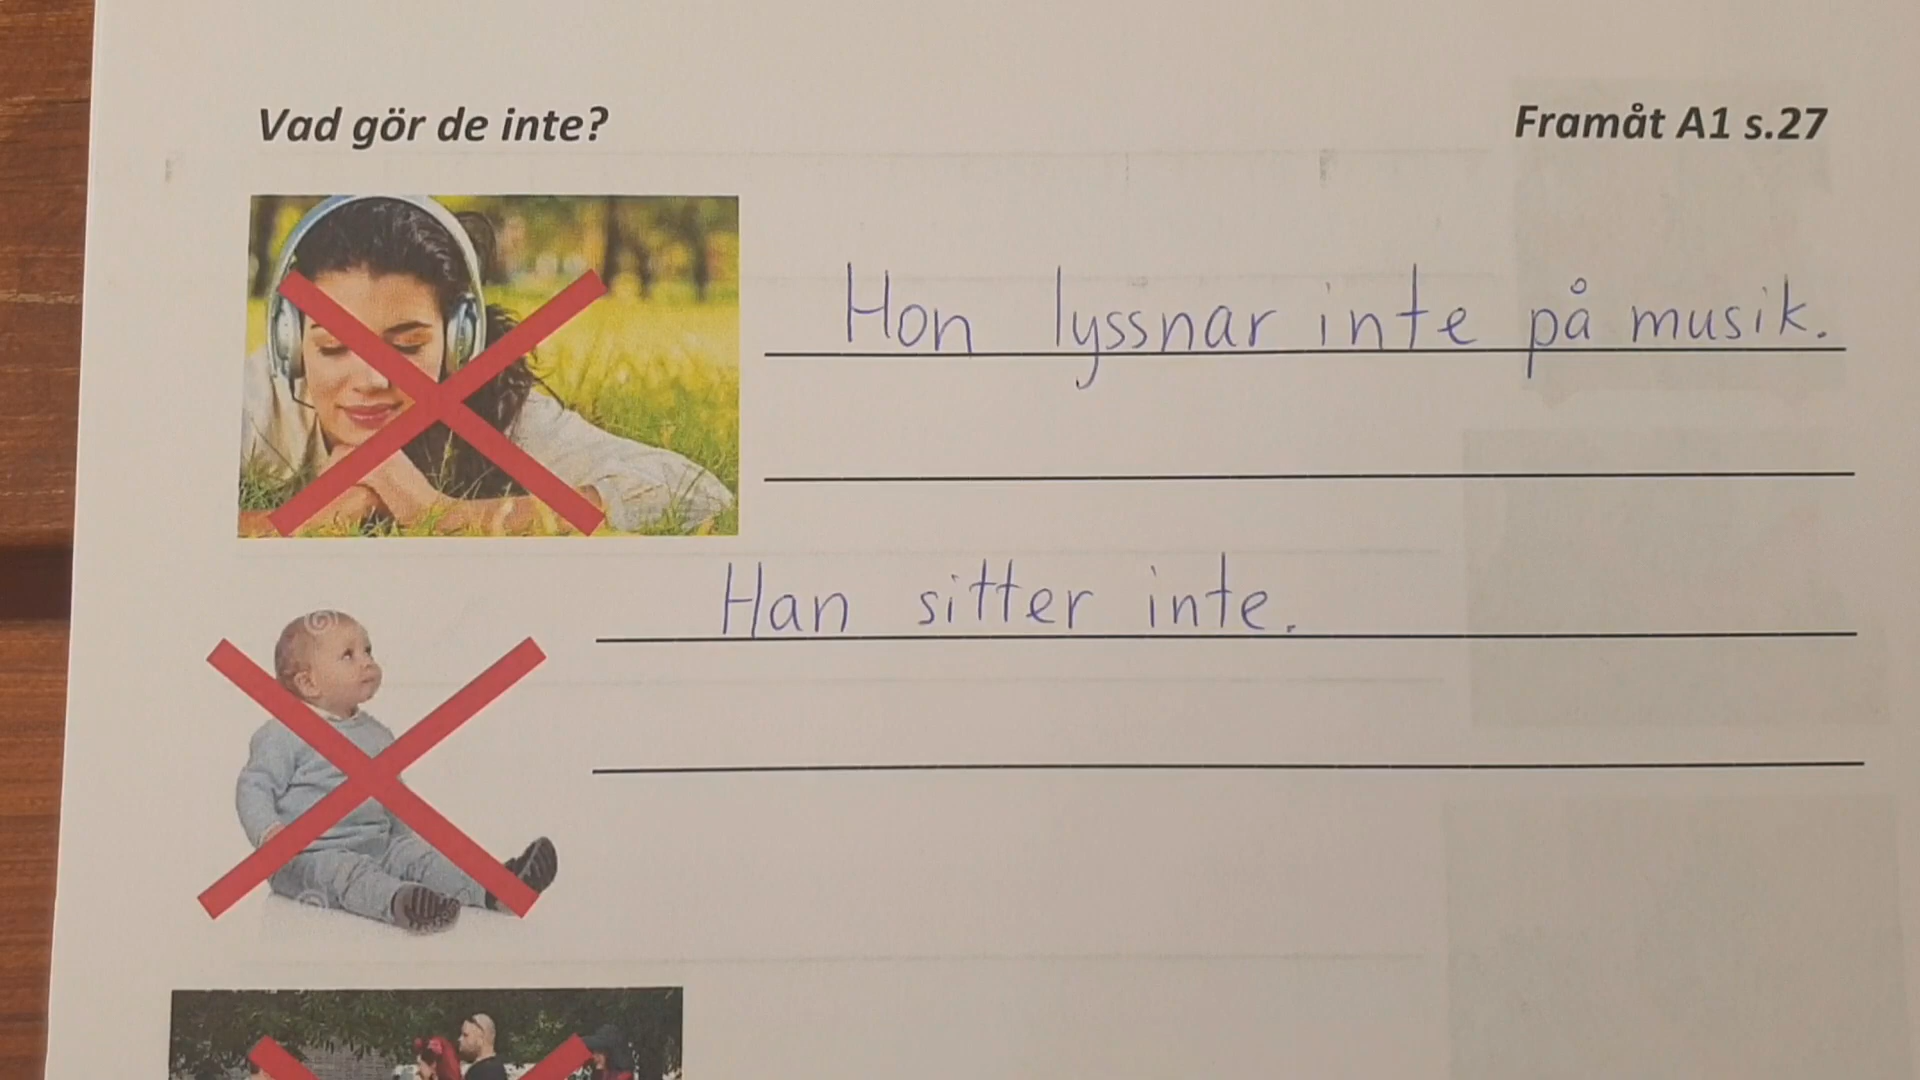 Vad gör de inte?
Framåt A1 s.27
Hon lyssnar inte på musik.
Han sitter inte.